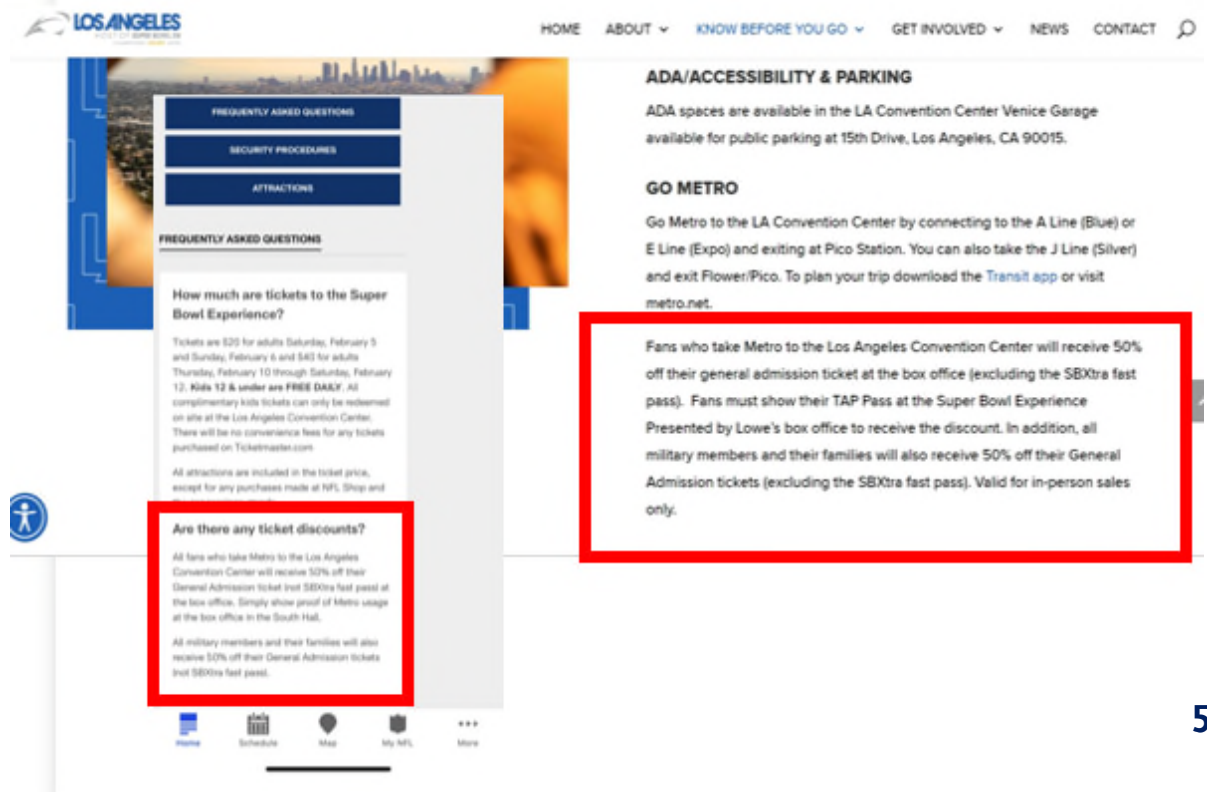 LOS ANGELES
HOME ABOUT KNOW BEFORE YOU GO GET INVOLVED NEWS CONTACT
FREQUENTLY ASKED QUESTIONS
SECURITY PROCEDURES
ATTRACTIONS
FREQUENTLY ASKED QUESTIONS
How much are tickets to the Super
Bowl Experience?
Tickets are $20 for adults Saturday, February 5
and Sunday, February 6 and $40 for adults
Thursday, February 10 through Saturday, February
12. Kids 12 & under are FREE DAILY. All
complimentary kids tickets can only be redeemed
on site at the Los Angeles Convention Center.
There will be no convenience fees for any tickets
purchased on Ticketmaster.com
All attractions are included in the ticket price,
except for any purchases made at NFL Shop and
Are there any ticket discounts?
All fans who take Metro to the Los Angeles
Convention Center will receive 50% off their
General Admission ticket (not SBXtra fast pass) at
the box office. Simply show proof of Metro usage
at the box office in the South Hall.
All military members and their families will also
receive 50% off their General Admission tickets
(not SBXtra fast pass).
Home Schedule Map My NFL More
ADA/ACCESSIBILITY & PARKING
ADA spaces are available in the LA Convention Center Venice Garage
available for public parking at 15th Drive, Los Angeles, CA 90015.
GO METRO
Go Metro to the LA Convention Center by connecting to the A Line (Blue) or
E Line (Expo) and exiting at Pico Station. You can also take the J Line (Silver)
and exit Flower/Pico. To plan your trip download the Transit app or visit
metro.net.
Fans who take Metro to the Los Angeles Convention Center will receive 50%
off their general admission ticket at the box office (excluding the SBXtra fast
pass). Fans must show their TAP Pass at the Super Bowl Experience
Presented by Lowe's box office to receive the discount. In addition, all
military members and their families will also receive 50% off their General
Admission tickets (excluding the SBXtra fast pass). Valid for in-person sales
only.
5